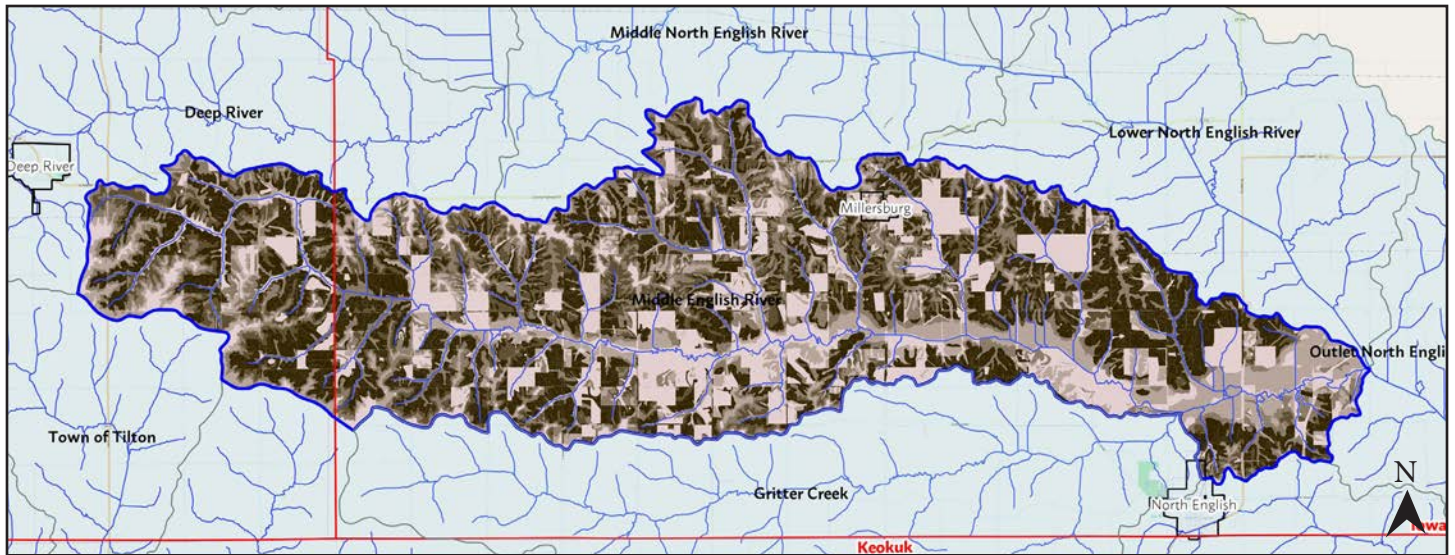 Middle North English River
Deep River
Lower North English River
Deep River
Millersburg
Middle English River
Outlet North Engli
Town of Tilton
Gritter Creek
North English
N
Iowa
Keokuk